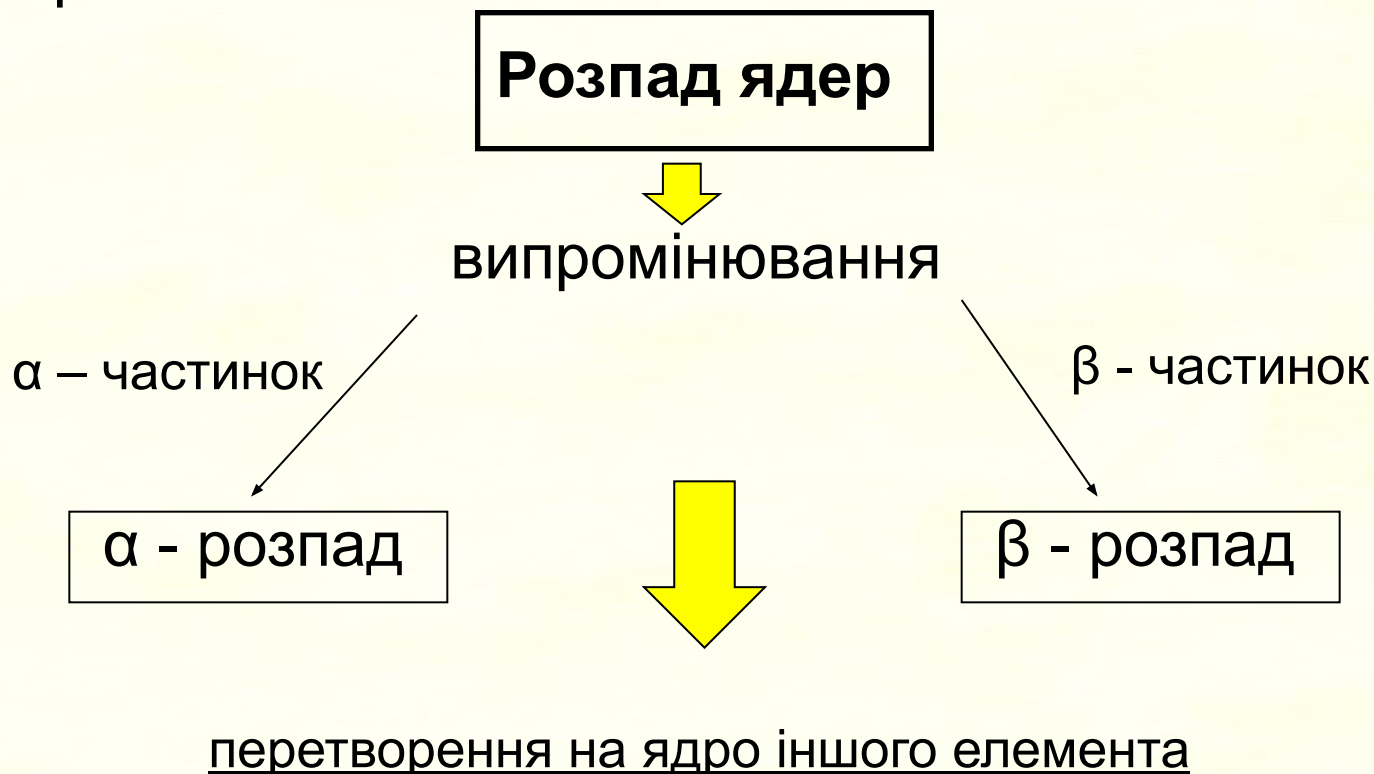 Розпад ядер
випромінювання
α – частинок
β - частинок
α - розпад
β - розпад
перетворення на ядро іншого елемента